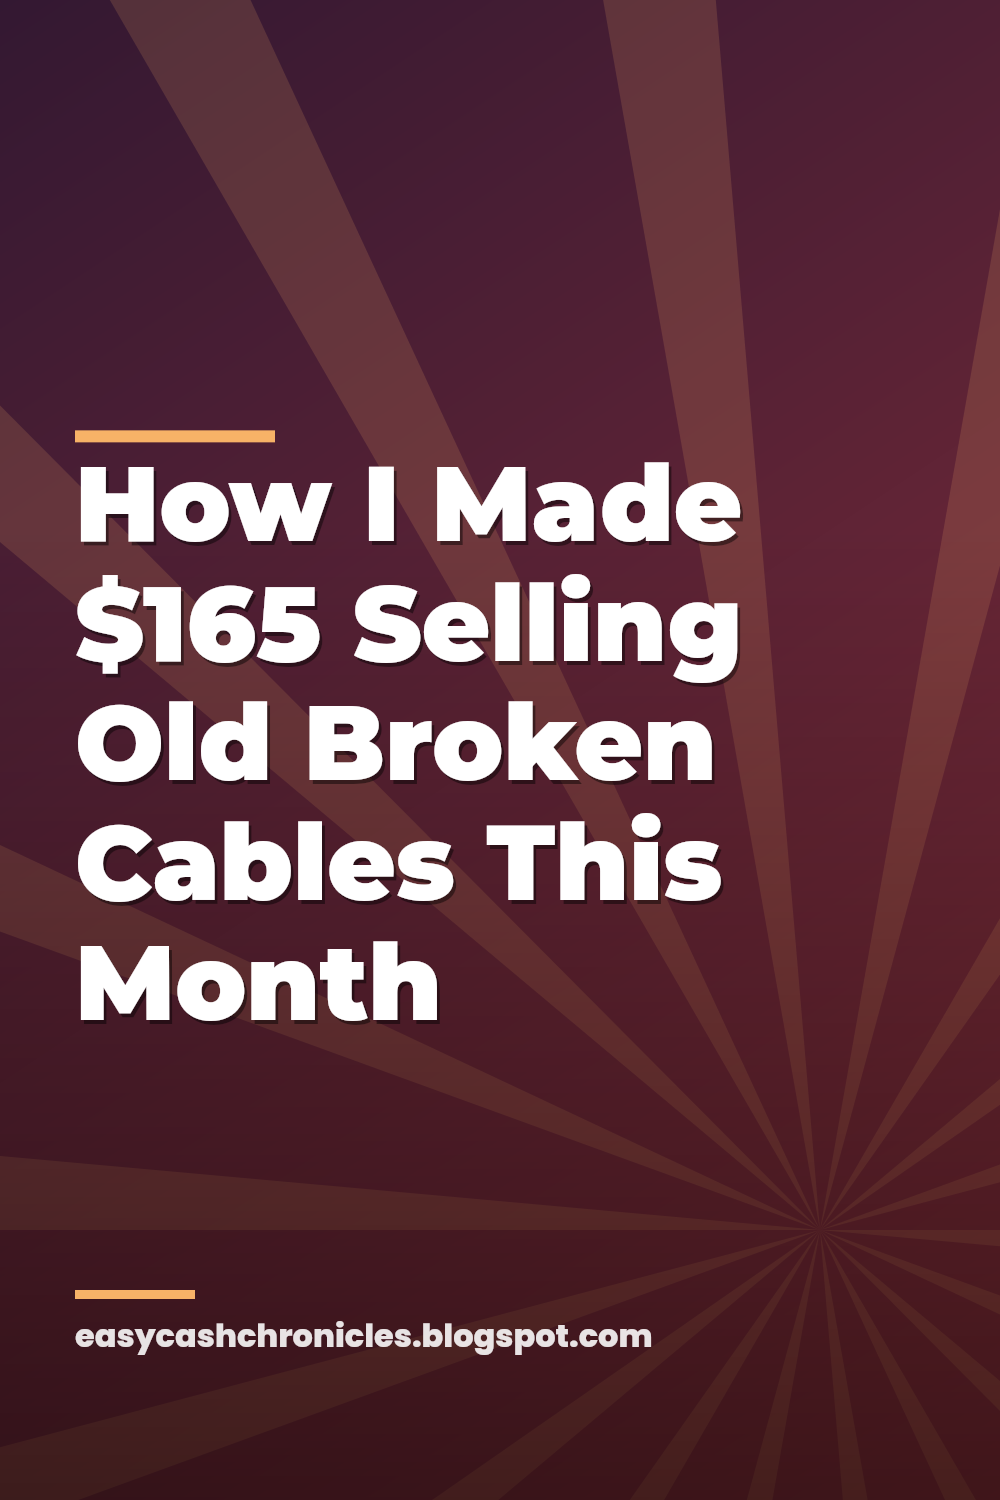 How I Made
$165 Selling
Old Broken
Cables This
Month
easycashchronicles.blogspot.com